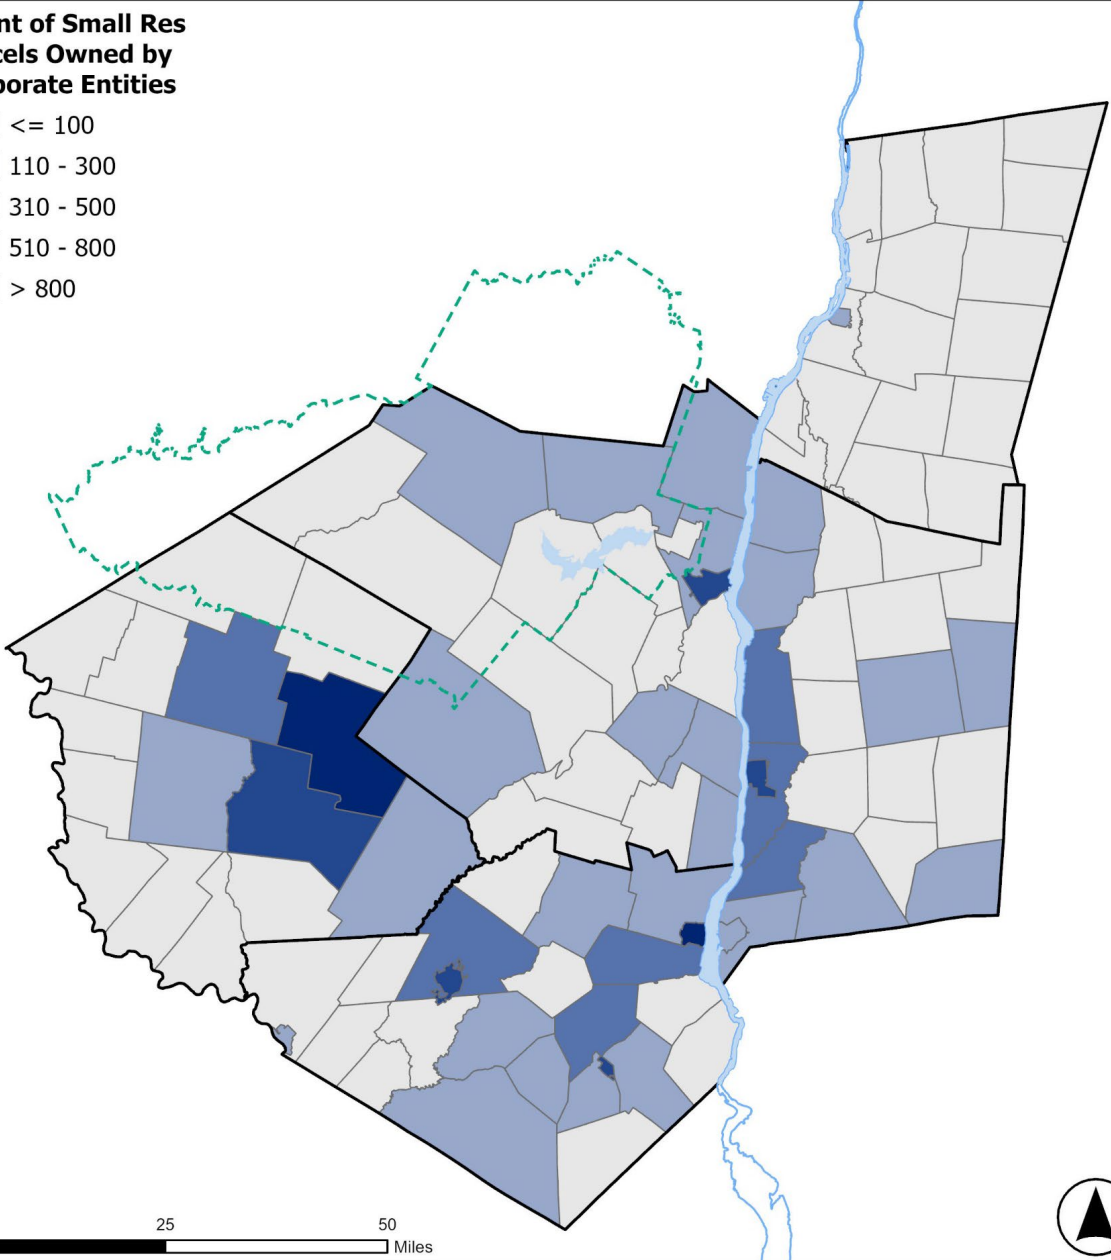 nt of Small Res
cels Owned by
porate Entities
<= 100
110 - 300
310 - 500
510 - 800
> 800
25
50
Miles